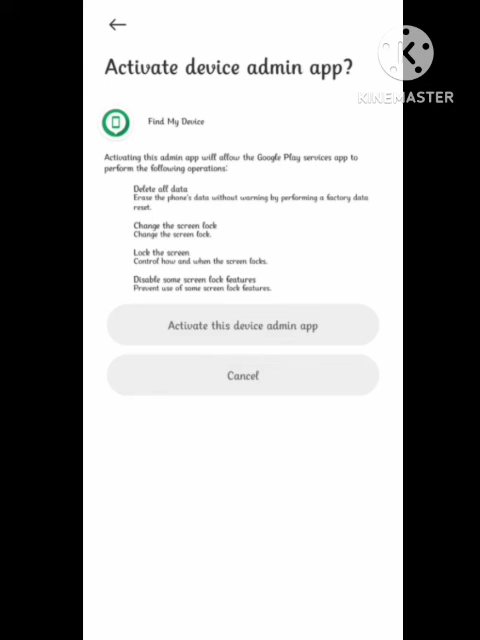 Activate device admin app?
KINEMASTER
Find My Device
Activating this admin app will allow the Google Play services app to
perform the following operations:
Delete all data
Erase the phone's data without warning by performing a factory data
reset.
Change the screen lock
Change the screen lock.
Lock the screen
Control how and when the screen locks.
Disable some screen lock features
Prevent use of some screen lock features.
Activate this device admin app
Cancel